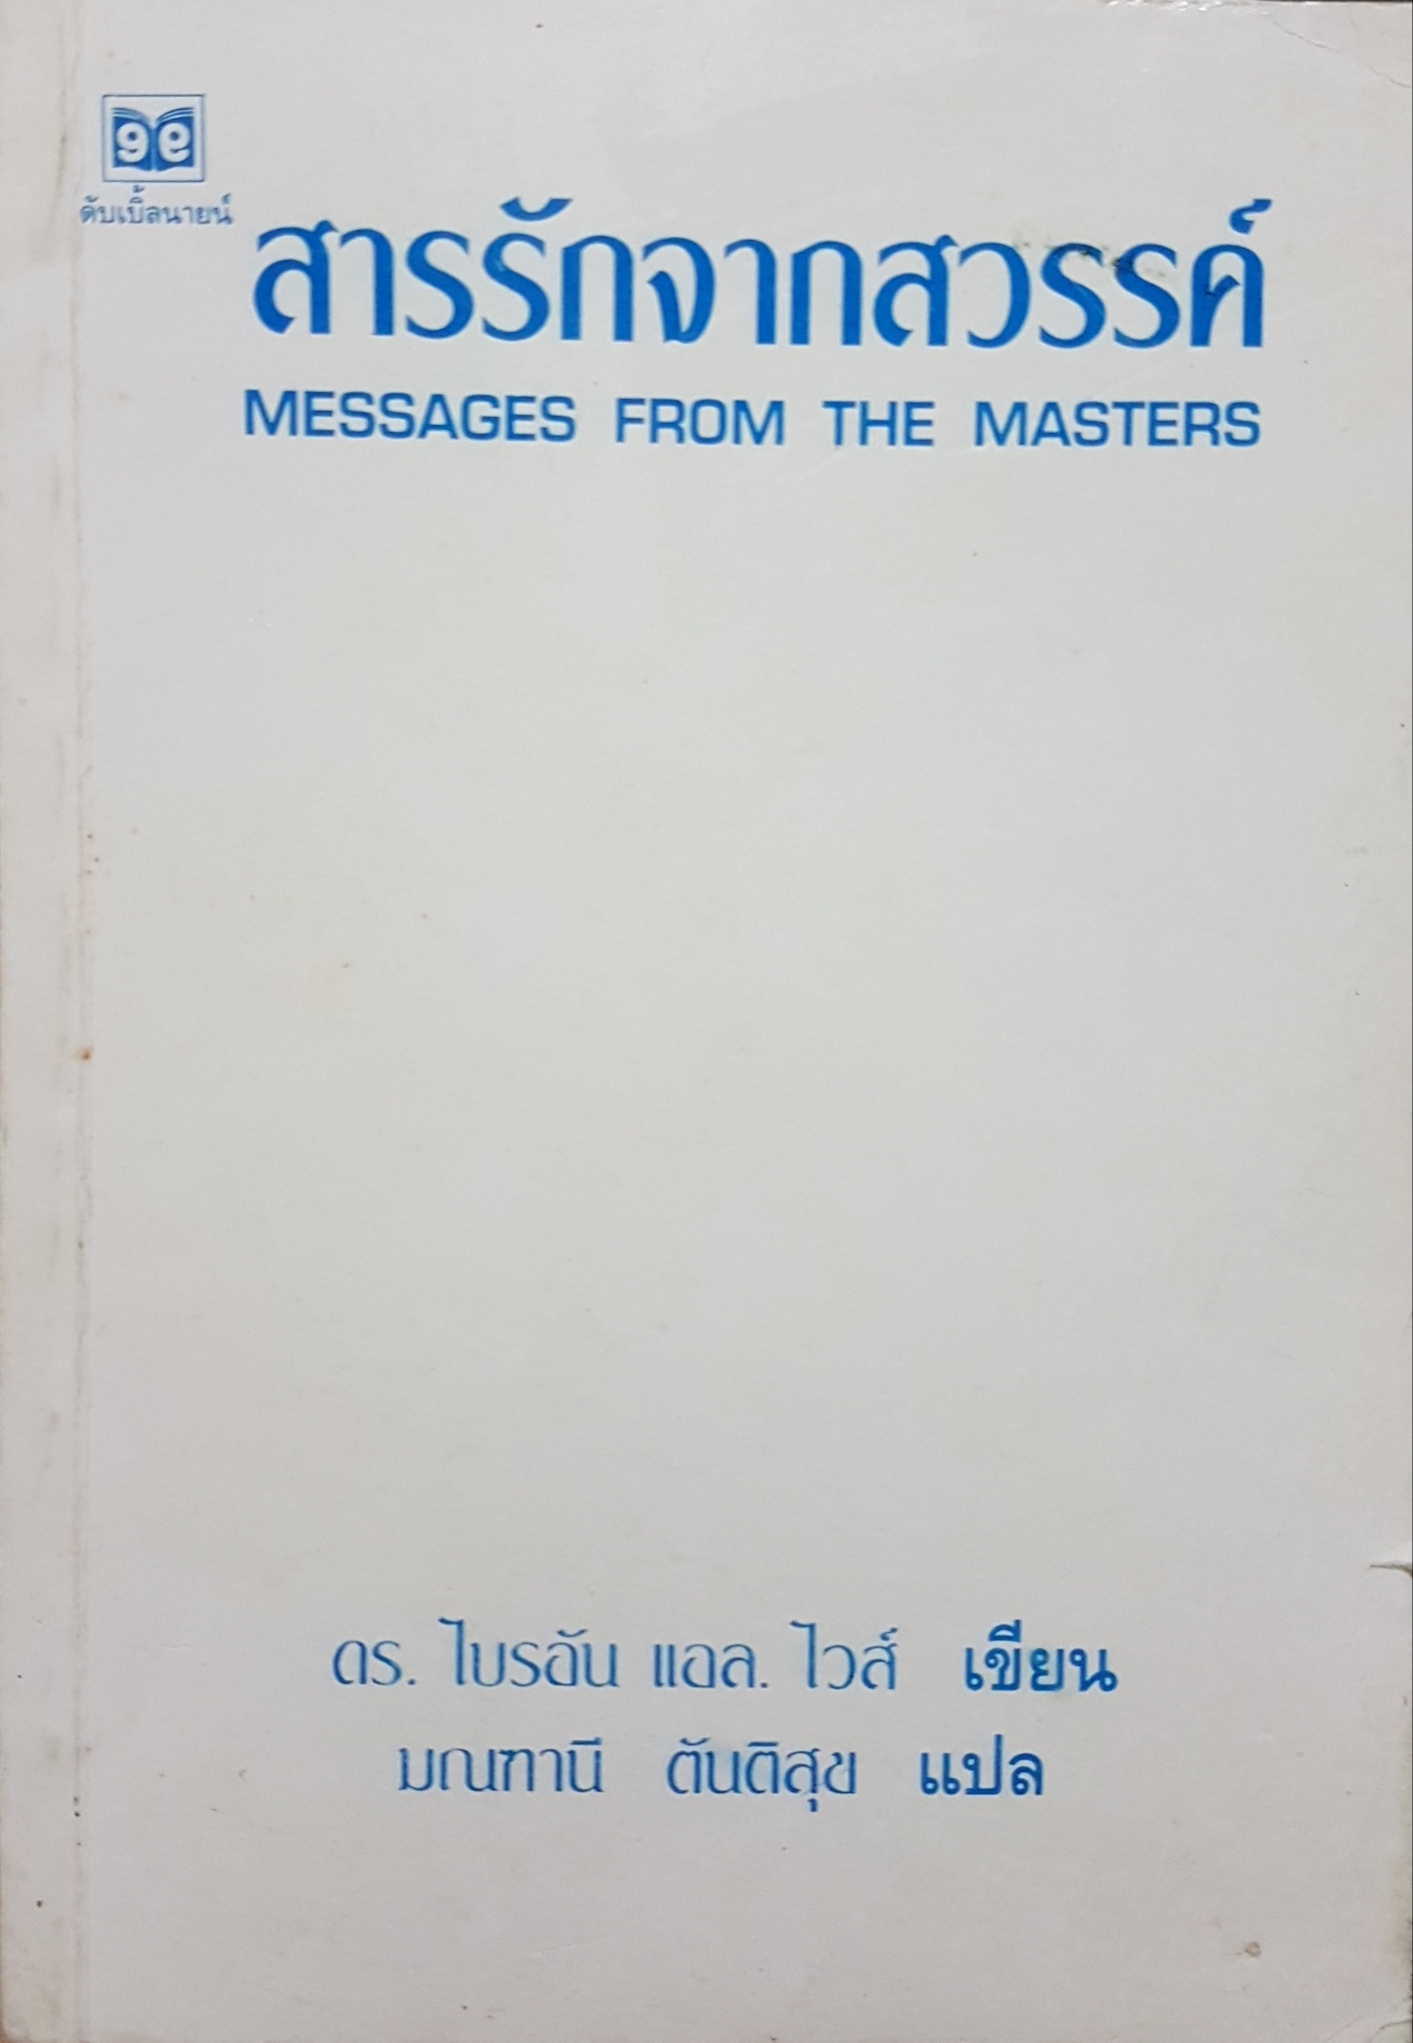 ดับเบิ้ลนายน์
สารรักจากสวรรค์
MESSAGES FROM THE MASTERS
ดร. ไบรอัน แอล. ไวส์ เขียน
มณฑานี ตันติสุข แปล